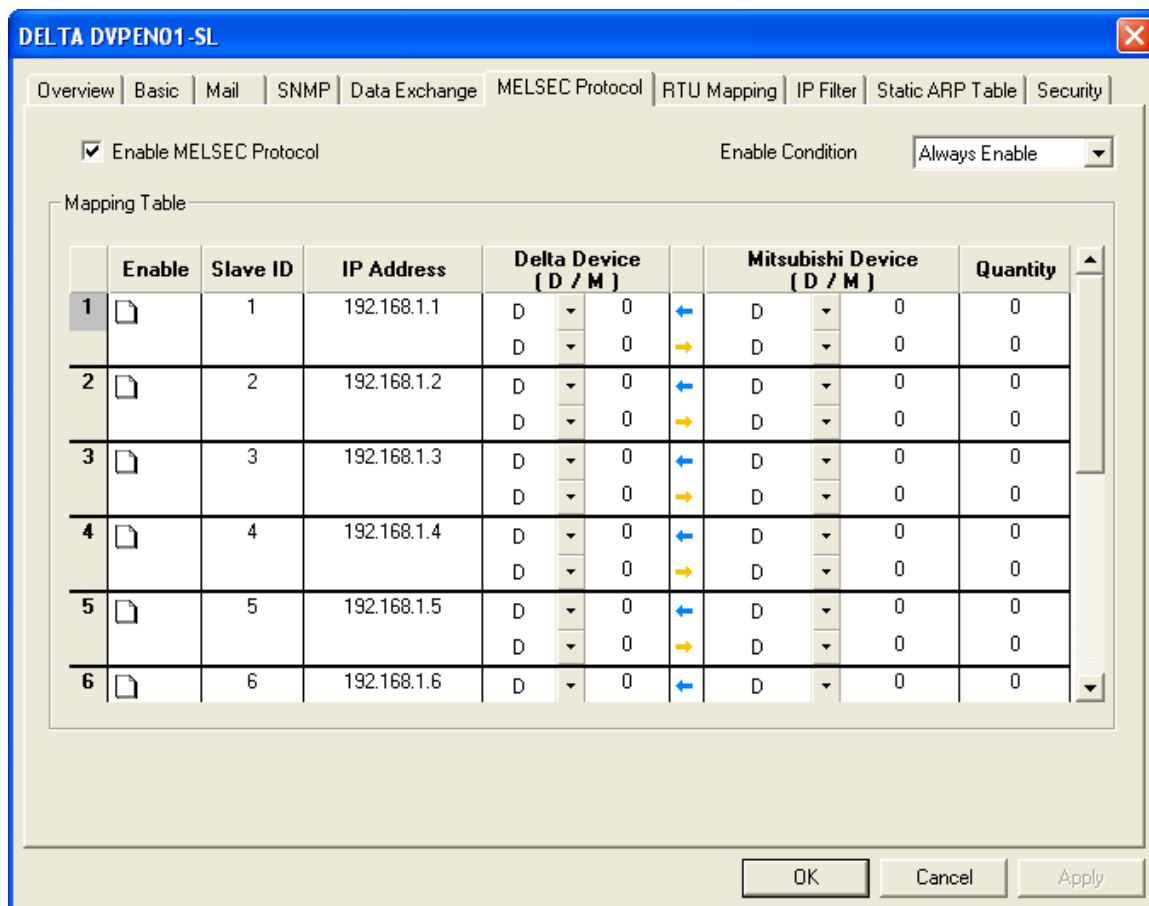 DELTA DVPEN01-SL
Overview Basic Mail SNMP Data Exchange MELSEC Protocol RTU Mapping IP Filter Static ARP Table Security
Enable MELSEC Protocol Enable Condition Always Enable
Mapping Table
Enable Slave ID IP Address Delta Device ( D / M ) Mitsubishi Device ( D / M ) Quantity
1 1 192.168.1.1 D 0 D 0 0
D 0 D 0 0
2 2 192.168.1.2 D 0 D 0 0
D 0 D 0 0
3 3 192.168.1.3 D 0 D 0 0
D 0 D 0 0
4 4 192.168.1.4 D 0 D 0 0
D 0 D 0 0
5 5 192.168.1.5 D 0 D 0 0
D 0 D 0 0
6 6 192.168.1.6 D 0 D 0 0
OK Cancel Apply